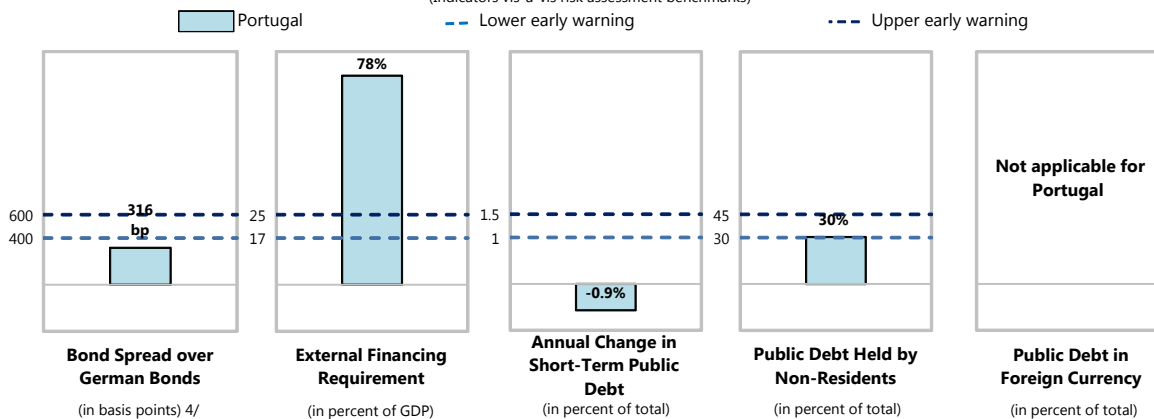 (Indicators vis-à-vis risk assessment benchmarks)
Portugal Lower early warning Upper early warning
316
bp
600
400
Bond Spread over
German Bonds
(in basis points) 4/
78%
25
17
External Financing
Requirement
(in percent of GDP)
1.5
1
-0.9%
Annual Change in
Short-Term Public
Debt
(in percent of total)
45
30%
30
Public Debt Held by
Non-Residents
(in percent of total)
Not applicable for
Portugal
Public Debt in
Foreign Currency
(in percent of total)